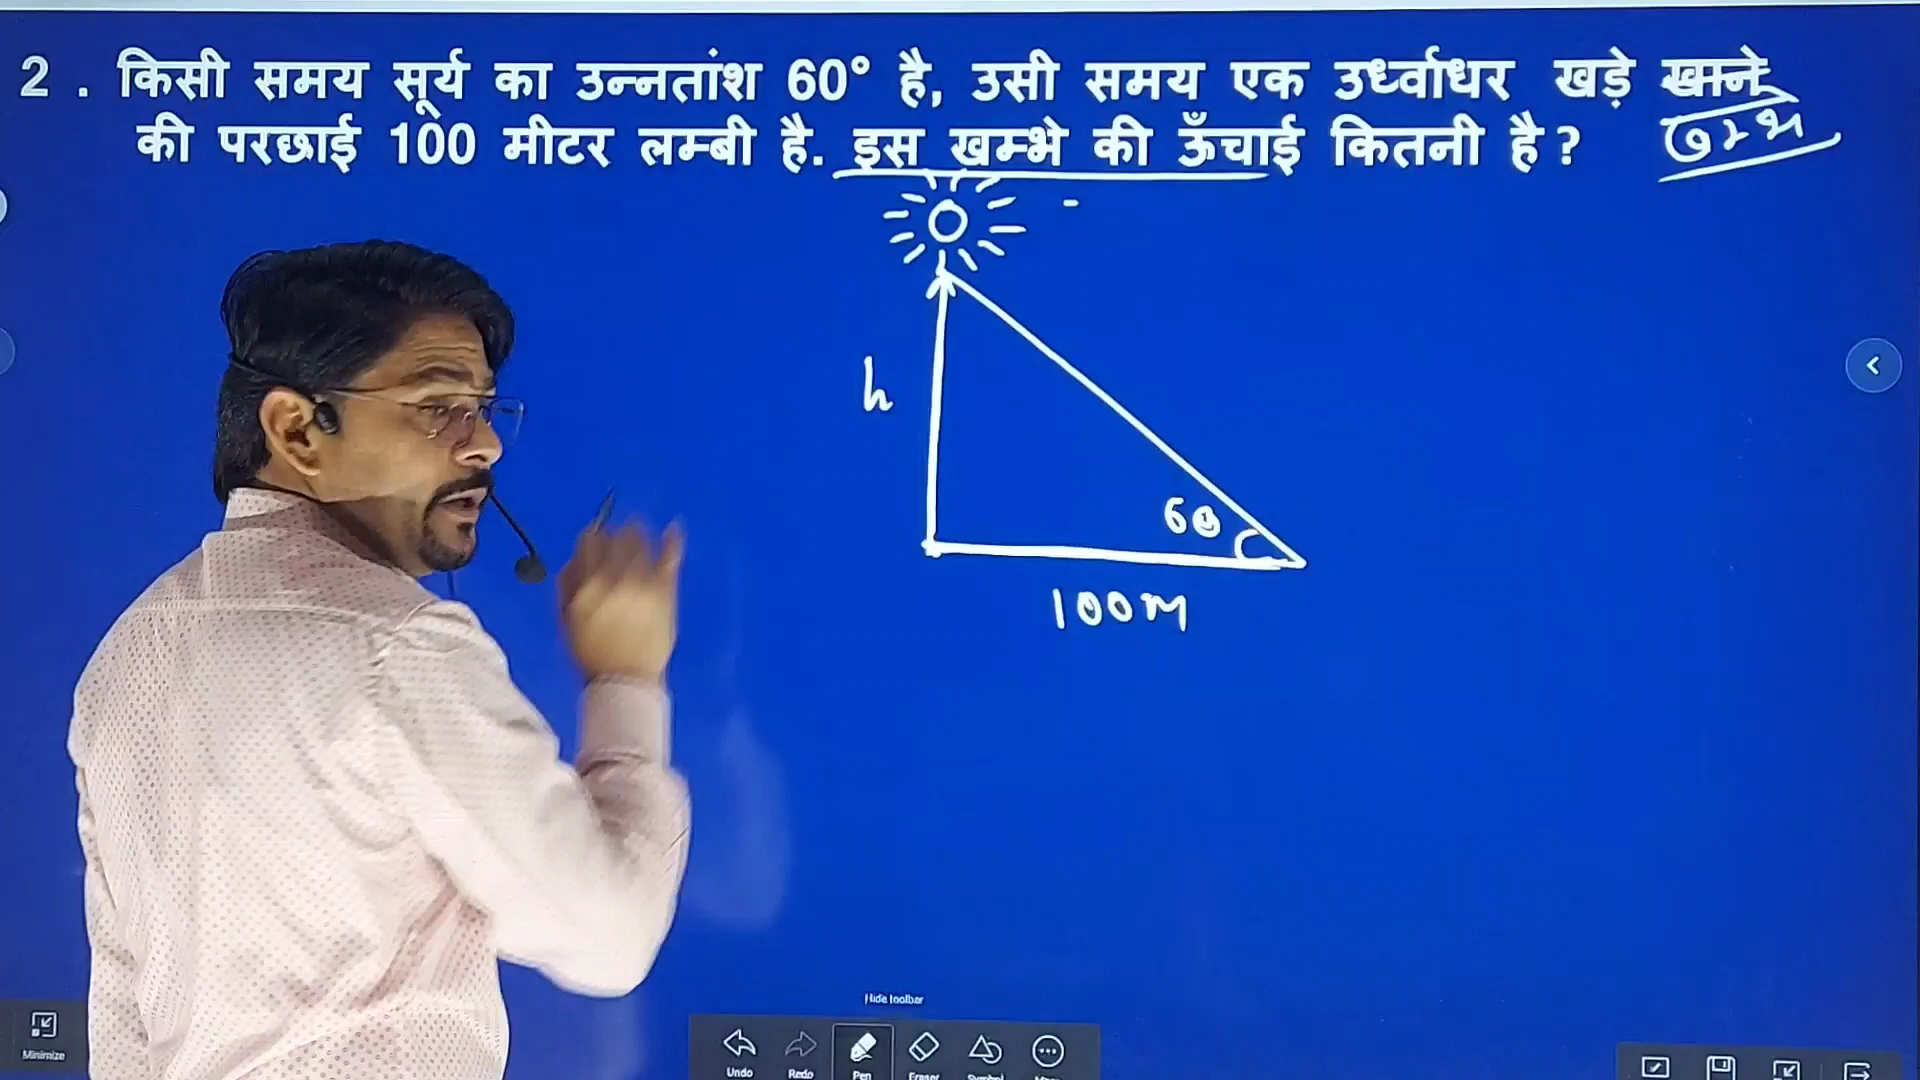 2 . किसी समय सूर्य का उन्नतांश 60° है, उसी समय एक उर्ध्वाधर खड़े खाने
की परछाई 100 मीटर लम्बी है. इस खम्भे की ऊँचाई कितनी है ?
h
60
100m
Hide toolbar
Minimize
Undo
Redo
Pen
Eraser
Symbol